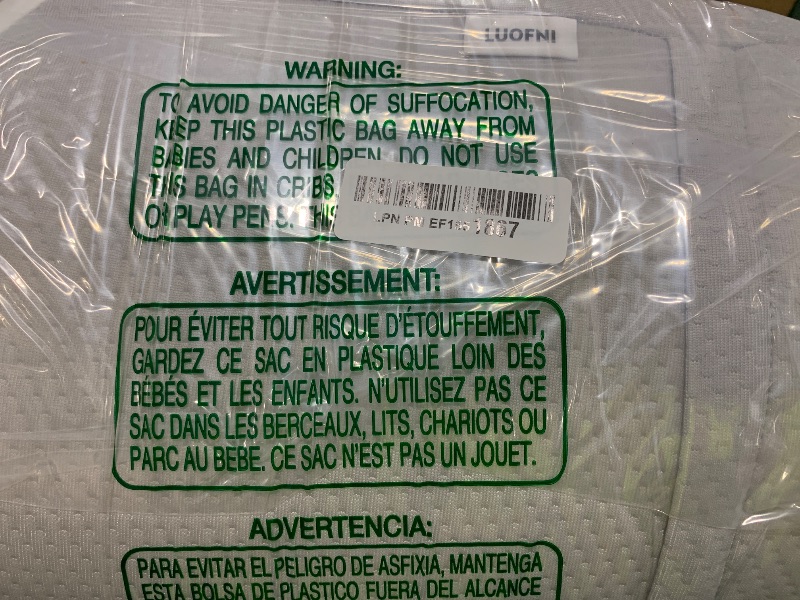 LUOFNI
WARNING:
TO AVOID DANGER OF SUFFOCATION,
KEEP THIS PLASTIC BAG AWAY FROM
BABIES AND CHILDREN. DO NOT USE
THIS BAG IN CRIBS,
OR PLAY PENS. THIS
LPN PM
AVERTISSEMENT:
POUR ÉVITER TOUT RISQUE D'ÉTOUFFEMENT,
GARDEZ CE SAC EN PLASTIQUE LOIN DES
BÉBÉS ET LES ENFANTS. N'UTILISEZ PAS CE
SAC DANS LES BERCEAUX, LITS, CHARIOTS OU
PARC AU BEBE. CE SAC N'EST PAS UN JOUET.
ADVERTENCIA:
PARA EVITAR EL PELIGRO DE ASFIXIA, MANTENGA
ESTA BOLSA DE PLASTICO FUERA DEL ALCANCE